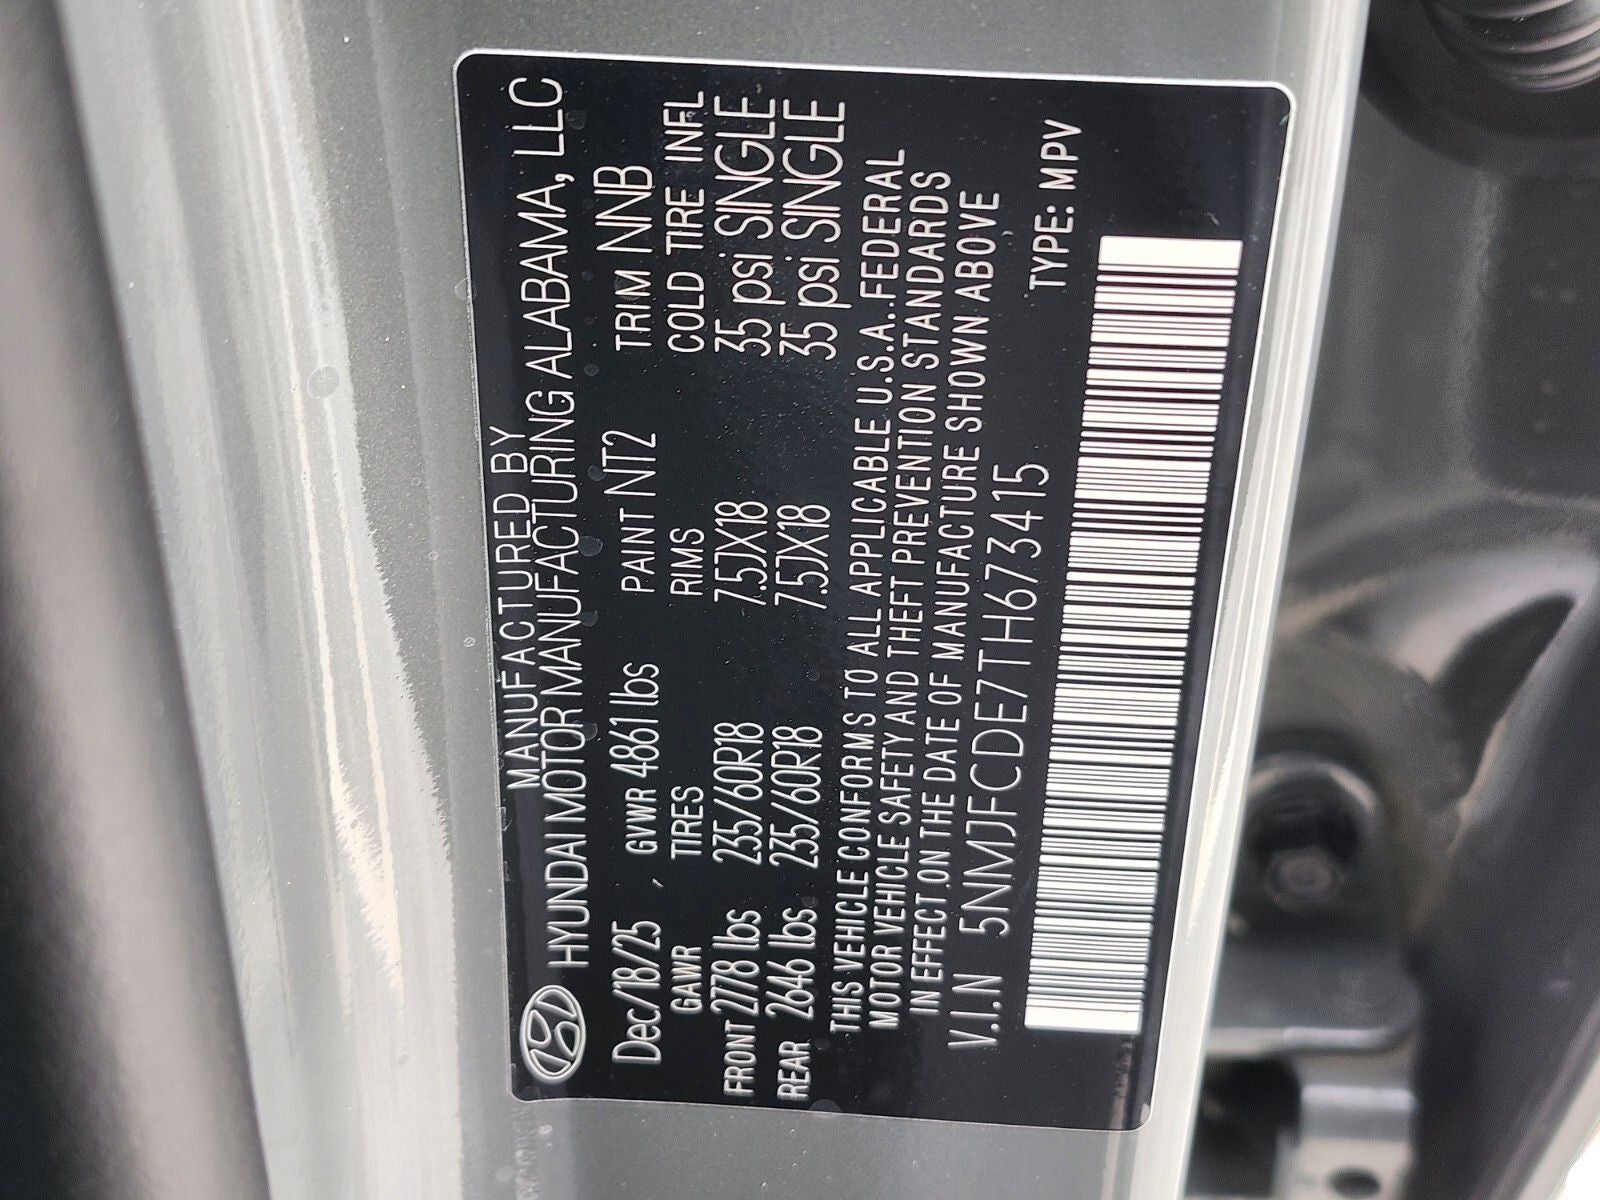 MANUFACTURED BY
HYUNDAI MOTOR MANUFACTURING ALABAMA, LLC
Dec/18/25 , GVWR 4861 lbs PAINT NT2 TRIM NNB
GAWR TIRES RIMS COLD TIRE INFL
FRONT 2778 lbs 235/60R18 7.5JX18 35 psi SINGLE
REAR 2646 lbs 235/60R18 7.5JX18 35 psi SINGLE
THIS VEHICLE CONFORMS TO ALL APPLICABLE U.S.A..FEDERAL
MOTOR VEHICLE SAFETY AND THEFT PREVENTION STANDARDS
IN EFFECT ON THE DATE OF MANUFACTURE SHOWN ABOVE
V.I.N 5NMJFCDE7TH673415 TYPE: MPV